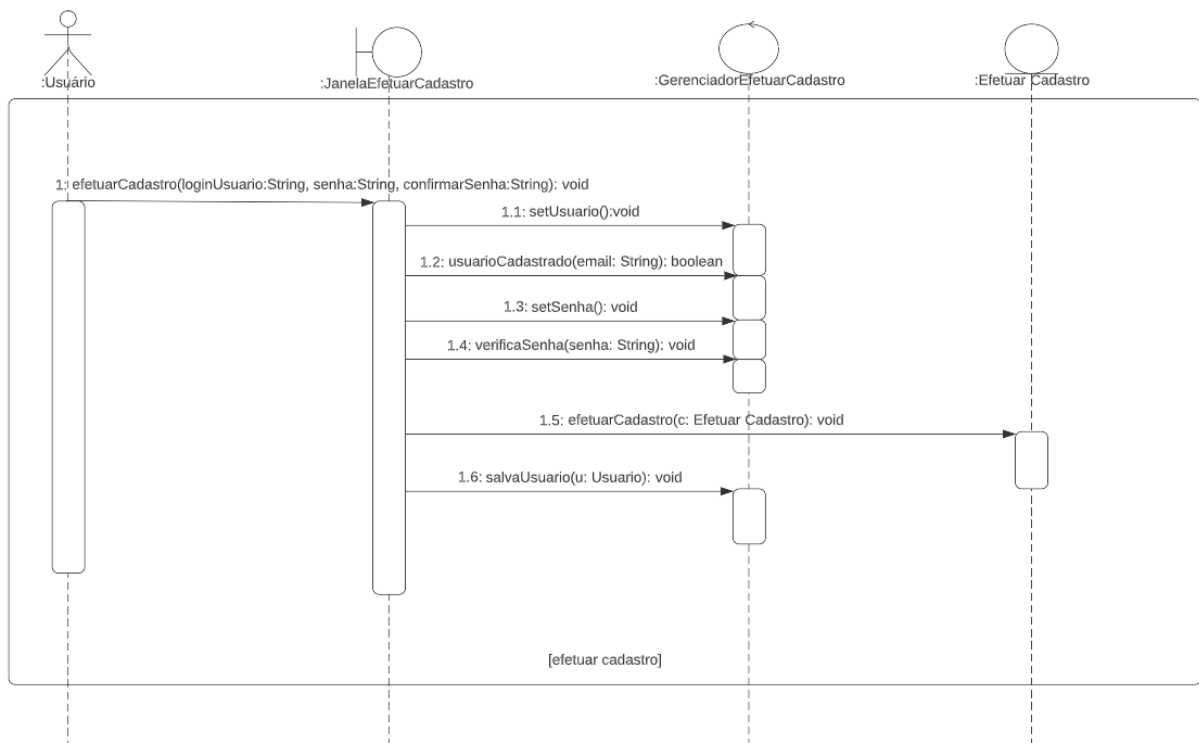 :Usuário
:JanelaEfetuarCadastro
:GerenciadorEfetuarCadastro
:Efetuar Cadastro
1: efetuarCadastro(loginUsuario:String, senha:String, confirmarSenha:String): void
1.1: setUsuario():void
1.2: usuarioCadastrado(email: String): boolean
1.3: setSenha(): void
1.4: verificaSenha(senha: String): void
1.5: efetuarCadastro(c: Efetuar Cadastro): void
1.6: salvaUsuario(u: Usuario): void
[efetuar cadastro]